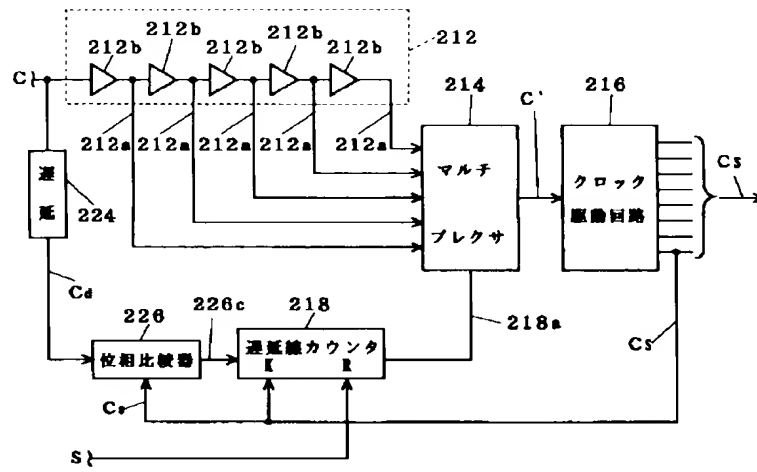 212b 212b 212b 212b 212b 212
C
212a 212a 212a 212a 212a
214
マルチ
プレクサ
C'
216
クロック
駆動回路
Cs
遅
延
224
Cd
226
位相比較器
226c
218
遅延線カウンタ
K R
218a
Cs
Cs
S